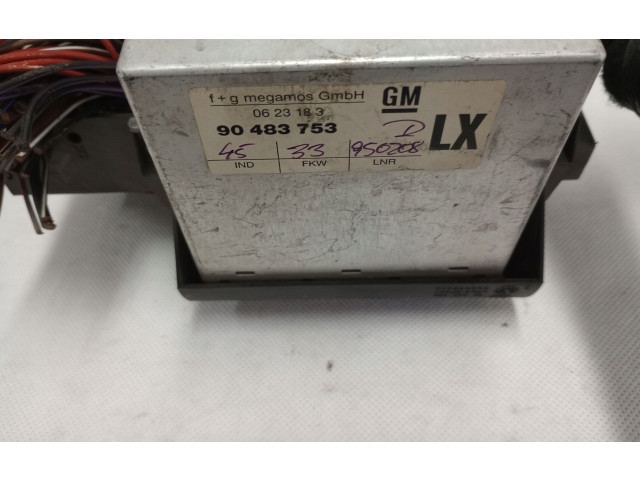 f+g megamos GmbH GM
06 23 18 3
90 483 753 D LX
45 33 950208
IND FKW LNR